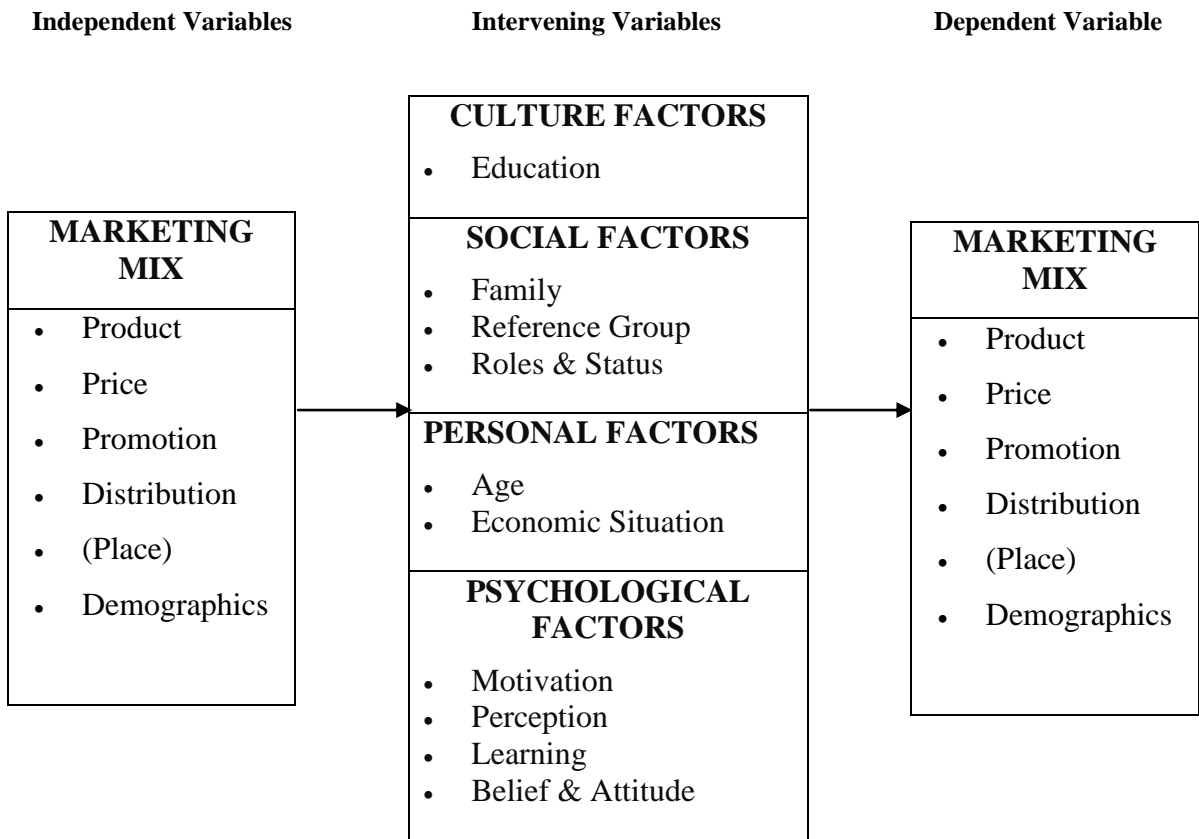 Independent Variables
Intervening Variables
Dependent Variable
MARKETING
MIX
• Product
• Price
• Promotion
• Distribution
• (Place)
• Demographics
CULTURE FACTORS
• Education
SOCIAL FACTORS
• Family
• Reference Group
• Roles & Status
PERSONAL FACTORS
• Age
• Economic Situation
PSYCHOLOGICAL
FACTORS
• Motivation
• Perception
• Learning
• Belief & Attitude
MARKETING
MIX
• Product
• Price
• Promotion
• Distribution
• (Place)
• Demographics